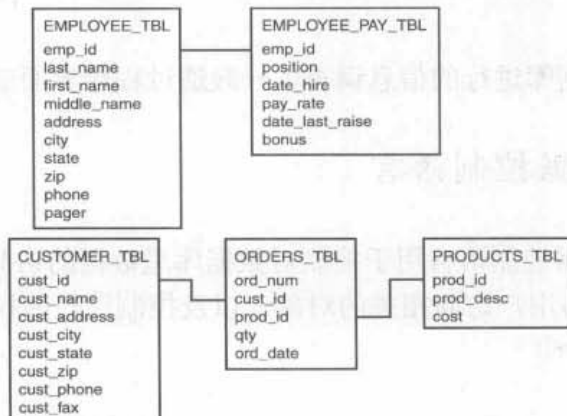 EMPLOYEE_TBL
emp_id
last_name
first_name
middle_name
address
city
state
zip
phone
pager
EMPLOYEE_PAY_TBL
emp_id
position
date_hire
pay_rate
date_last_raise
bonus
CUSTOMER_TBL
cust_id
cust_name
cust_address
cust_city
cust_state
cust_zip
cust_phone
cust_fax
ORDERS_TBL
ord_num
cust_id
prod_id
qty
ord_date
PRODUCTS_TBL
prod_id
prod_desc
cost